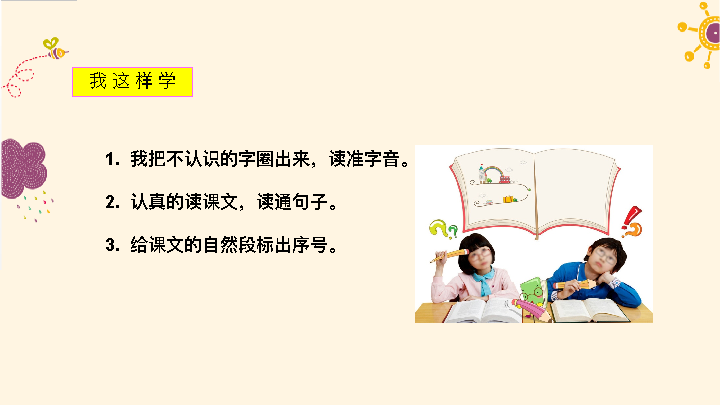 我这样学
1. 我把不认识的字圈出来，读准字音。
2. 认真的读课文，读通句子。
3. 给课文的自然段标出序号。